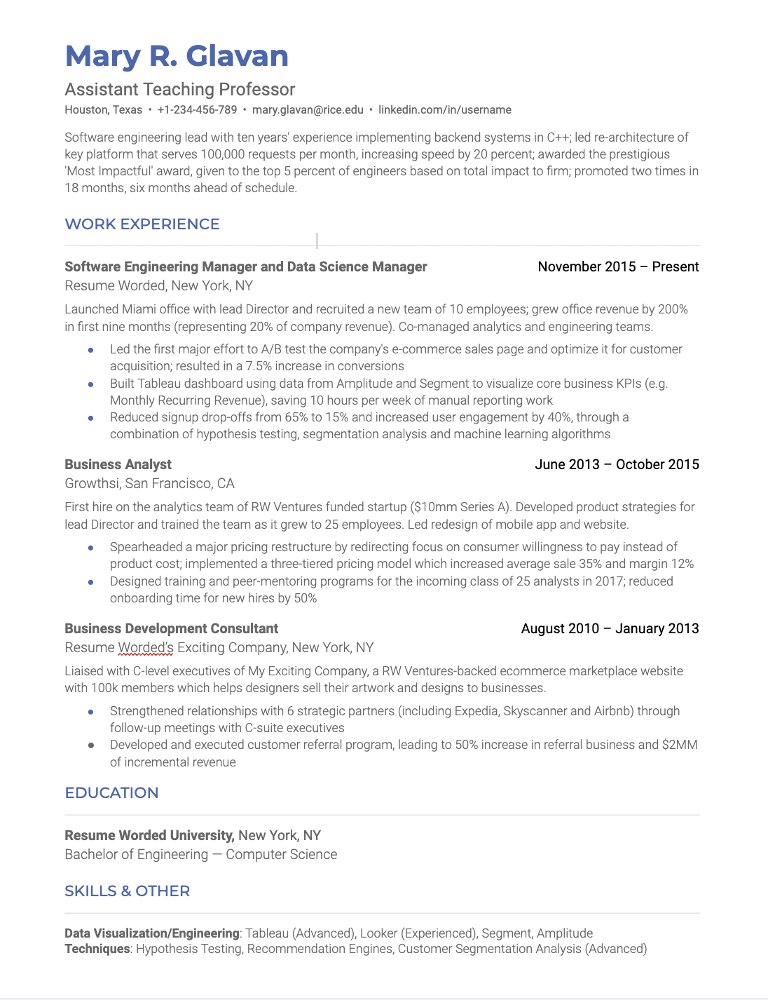 Mary R. Glavan
Assistant Teaching Professor
Houston, Texas • +1-234-456-789 • mary.glavan@rice.edu • linkedin.com/in/username
Software engineering lead with ten years' experience implementing backend systems in C++; led re-architecture of
key platform that serves 100,000 requests per month, increasing speed by 20 percent; awarded the prestigious
'Most Impactful' award, given to the top 5 percent of engineers based on total impact to firm; promoted two times in
18 months, six months ahead of schedule.
WORK EXPERIENCE
Software Engineering Manager and Data Science Manager November 2015 – Present
Resume Worded, New York, NY
Launched Miami office with lead Director and recruited a new team of 10 employees; grew office revenue by 200%
in first nine months (representing 20% of company revenue). Co-managed analytics and engineering teams.
• Led the first major effort to A/B test the company's e-commerce sales page and optimize it for customer
acquisition; resulted in a 7.5% increase in conversions
• Built Tableau dashboard using data from Amplitude and Segment to visualize core business KPIs (e.g.
Monthly Recurring Revenue), saving 10 hours per week of manual reporting work
• Reduced signup drop-offs from 65% to 15% and increased user engagement by 40%, through a
combination of hypothesis testing, segmentation analysis and machine learning algorithms
Business Analyst June 2013 – October 2015
Growthsi, San Francisco, CA
First hire on the analytics team of RW Ventures funded startup ($10mm Series A). Developed product strategies for
lead Director and trained the team as it grew to 25 employees. Led redesign of mobile app and website.
• Spearheaded a major pricing restructure by redirecting focus on consumer willingness to pay instead of
product cost; implemented a three-tiered pricing model which increased average sale 35% and margin 12%
• Designed training and peer-mentoring programs for the incoming class of 25 analysts in 2017; reduced
onboarding time for new hires by 50%
Business Development Consultant August 2010 – January 2013
Resume Worded’s Exciting Company, New York, NY
Liaised with C-level executives of My Exciting Company, a RW Ventures-backed ecommerce marketplace website
with 100k members which helps designers sell their artwork and designs to businesses.
• Strengthened relationships with 6 strategic partners (including Expedia, Skyscanner and Airbnb) through
follow-up meetings with C-suite executives
• Developed and executed customer referral program, leading to 50% increase in referral business and $2MM
of incremental revenue
EDUCATION
Resume Worded University, New York, NY
Bachelor of Engineering — Computer Science
SKILLS & OTHER
Data Visualization/Engineering: Tableau (Advanced), Looker (Experienced), Segment, Amplitude
Techniques: Hypothesis Testing, Recommendation Engines, Customer Segmentation Analysis (Advanced)